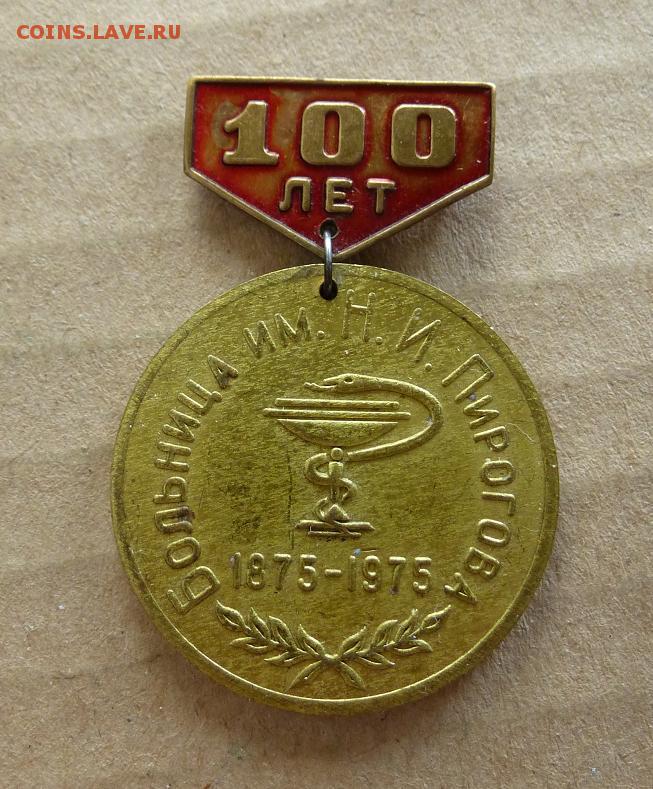 COINS.LAVE.RU
100
ЛЕТ
БОЛЬНИЦА ИМ. Н. И. ПИРОГОВА
1875-1975